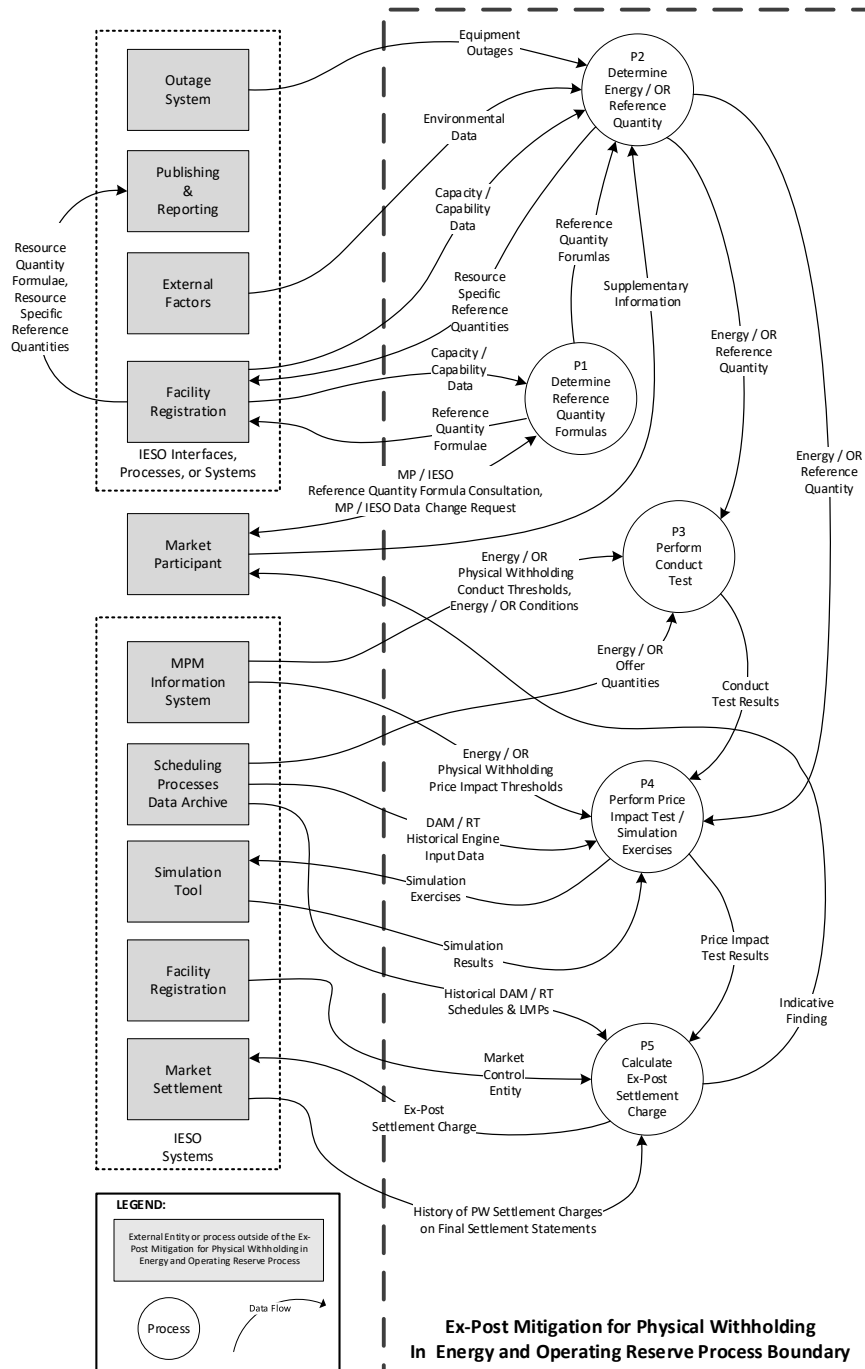 Outage
System
Publishing
&
Reporting
External
Factors
Facility
Registration
IESO Interfaces,
Processes, or Systems
Resource
Quantity
Formulae,
Resource
Specific
Reference
Quantities
Equipment
Outages
Environmental
Data
Capacity /
Capability
Data
Resource
Specific
Reference
Quantities
Capacity /
Capability
Data
Reference
Quantity
Formulae
Reference
Quantity
Forumlas
Supplementary
Information
P2
Determine
Energy / OR
Reference
Quantity
P1
Determine
Reference
Quantity
Formulas
Energy / OR
Reference
Quantity
Energy / OR
Reference
Quantity
MP / IESO
Reference Quantity Formula Consultation,
MP / IESO Data Change Request
Market
Participant
P3
Perform
Conduct
Test
Energy / OR
Physical Withholding
Conduct Thresholds,
Energy / OR Conditions
MPM
Information
System
Energy / OR
Offer
Quantities
Conduct
Test Results
Scheduling
Processes
Data Archive
Energy / OR
Physical Withholding
Price Impact Thresholds
P4
Perform Price
Impact Test /
Simulation
Exercises
DAM / RT
Historical Engine
Input Data
Simulation
Tool
Simulation
Exercises
Simulation
Results
Price Impact
Test Results
Facility
Registration
Historical DAM / RT
Schedules & LMPs
Indicative
Finding
Market
Settlement
Market
Control
Entity
P5
Calculate
Ex-Post
Settlement
Charge
Ex-Post
Settlement Charge
IESO
Systems
History of PW Settlement Charges
on Final Settlement Statements
LEGEND:
External Entity or process outside of the Ex-
Post Mitigation for Physical Withholding in
Energy and Operating Reserve Process
Process
Data Flow
Ex-Post Mitigation for Physical Withholding
In Energy and Operating Reserve Process Boundary